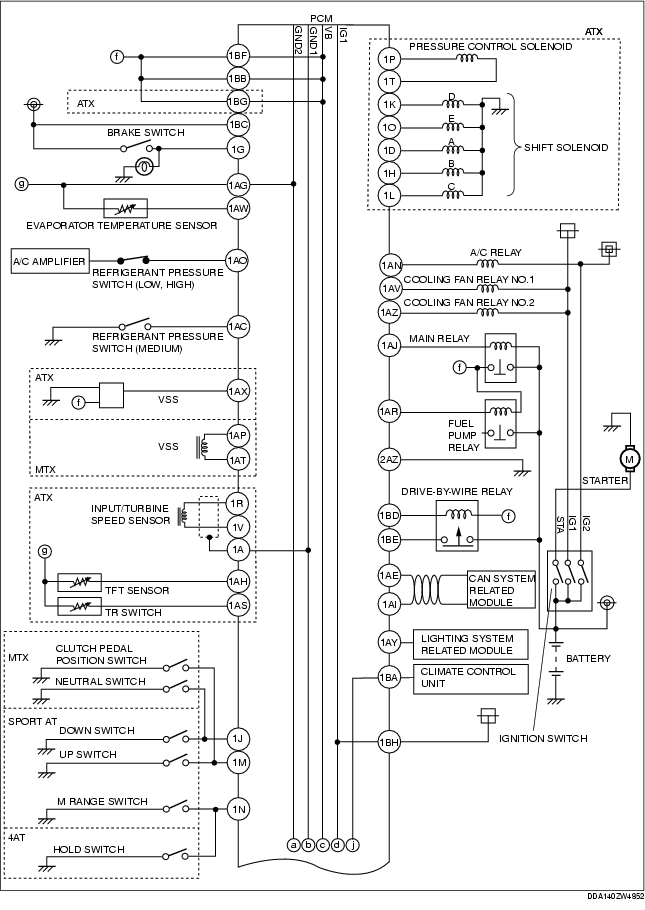 PCM
GND2
GND1
VB
IG1
f
1BF
1BB
ATX
1BG
1BC
BRAKE SWITCH
1G
g
1AG
1AW
EVAPORATOR TEMPERATURE SENSOR
A/C AMPLIFIER
1AO
REFRIGERANT PRESSURE
SWITCH (LOW, HIGH)
1AC
REFRIGERANT PRESSURE
SWITCH (MEDIUM)
ATX
f
VSS
1AX
VSS
1AP
1AT
MTX
ATX
INPUT/TURBINE
SPEED SENSOR
1R
1V
1A
g
1AH
TFT SENSOR
1AS
TR SWITCH
MTX
CLUTCH PEDAL
POSITION SWITCH
NEUTRAL SWITCH
SPORT AT
DOWN SWITCH
1J
UP SWITCH
1M
M RANGE SWITCH
1N
4AT
HOLD SWITCH
a
b
c
d
j
ATX
PRESSURE CONTROL SOLENOID
1P
1T
1K
D
1O
E
1D
A
1H
B
1L
C
SHIFT SOLENOID
A/C RELAY
1AN
COOLING FAN RELAY NO.1
1AV
COOLING FAN RELAY NO.2
1AZ
MAIN RELAY
1AJ
f
1AR
FUEL
PUMP
RELAY
2AZ
M
STARTER
DRIVE-BY-WIRE RELAY
1BD
f
1BE
STA
IG1
IG2
1AE
CAN SYSTEM
RELATED
MODULE
1AI
1AY
LIGHTING SYSTEM
RELATED MODULE
1BA
CLIMATE CONTROL
UNIT
BATTERY
1BH
IGNITION SWITCH
DDA140ZW4852